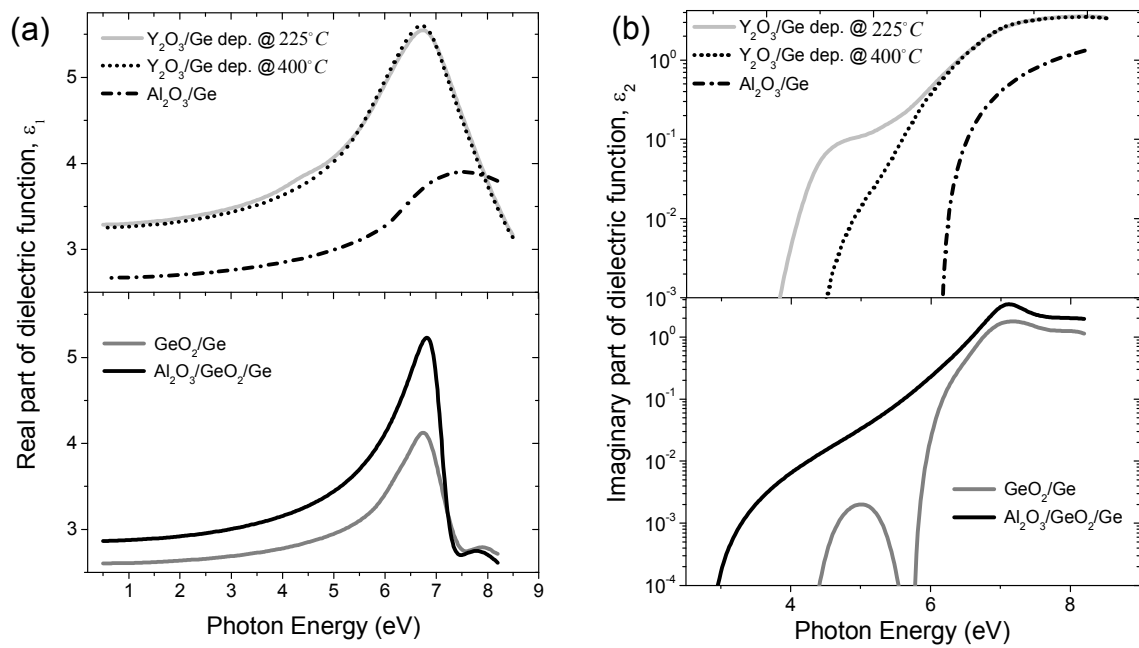 (a)
Y₂O₃/Ge dep. @ 225°C
Y₂O₃/Ge dep. @ 400°C
Al₂O₃/Ge
5
4
3
Real part of dielectric function, ε₁
GeO₂/Ge
Al₂O₃/GeO₂/Ge
5
4
3
1 2 3 4 5 6 7 8 9
Photon Energy (eV)
(b)
Y₂O₃/Ge dep. @ 225°C
Y₂O₃/Ge dep. @ 400°C
Al₂O₃/Ge
10⁰
10⁻¹
10⁻²
10⁻³
Imaginary part of dielectric function, ε₂
10⁰
10⁻¹
10⁻²
10⁻³
10⁻⁴
GeO₂/Ge
Al₂O₃/GeO₂/Ge
4 6 8
Photon Energy (eV)